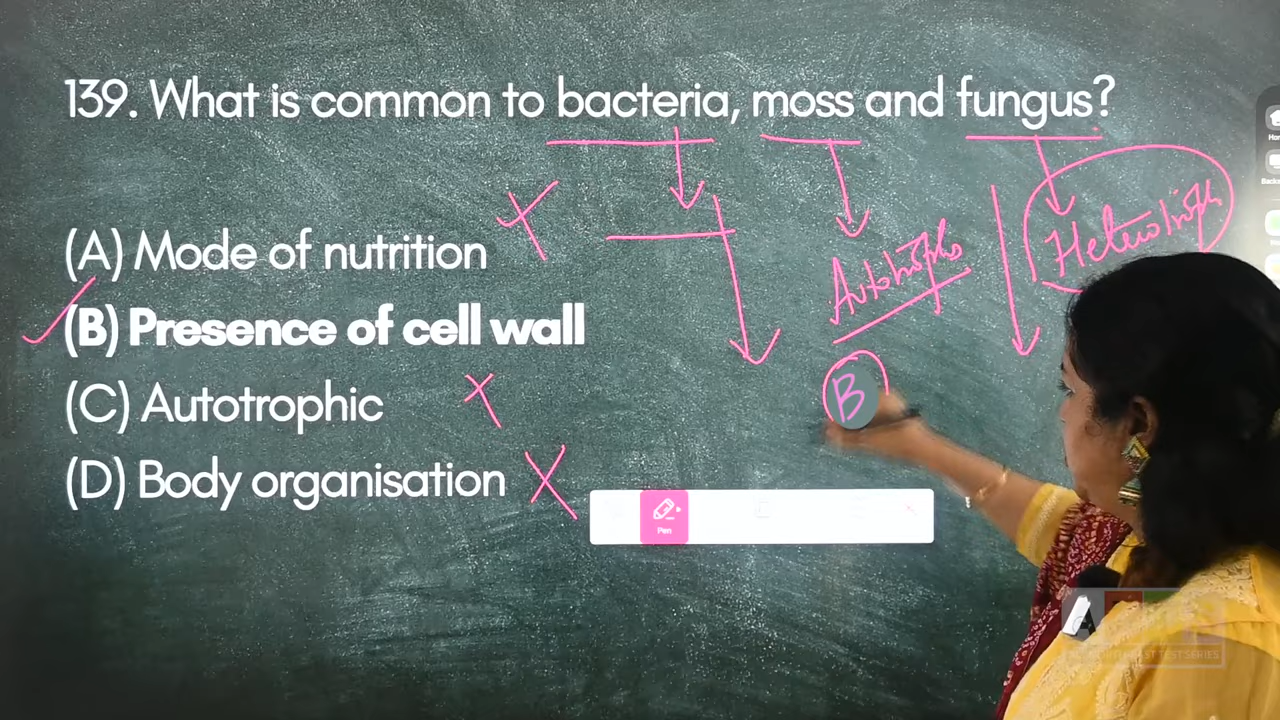 139. What is common to bacteria, moss and fungus?
(A) Mode of nutrition
(B) Presence of cell wall
(C) Autotrophic
(D) Body organisation
Autotrophs
Heterotroph
B
Pen